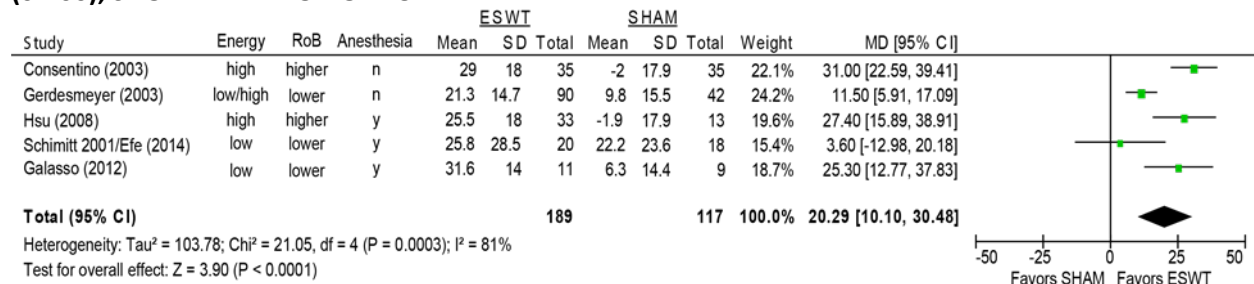 ESWT SHAM
Study Energy RoB Anesthesia Mean SD Total Mean SD Total Weight MD [95% CI]
Consentino (2003) high higher n 29 18 35 -2 17.9 35 22.1% 31.00 [22.59, 39.41]
Gerdesmeyer (2003) low/high lower n 21.3 14.7 90 9.8 15.5 42 24.2% 11.50 [5.91, 17.09]
Hsu (2008) high higher y 25.5 18 33 -1.9 17.9 13 19.6% 27.40 [15.89, 38.91]
Schimitt 2001/Efe (2014) low lower y 25.8 28.5 20 22.2 23.6 18 15.4% 3.60 [-12.98, 20.18]
Galasso (2012) low lower y 31.6 14 11 6.3 14.4 9 18.7% 25.30 [12.77, 37.83]
Total (95% CI) 189 117 100.0% 20.29 [10.10, 30.48]
Heterogeneity: Tau² = 103.78; Chi² = 21.05, df = 4 (P = 0.0003); I² = 81%
Test for overall effect: Z = 3.90 (P < 0.0001)
-50 -25 0 25 50
Favors SHAM Favors ESWT